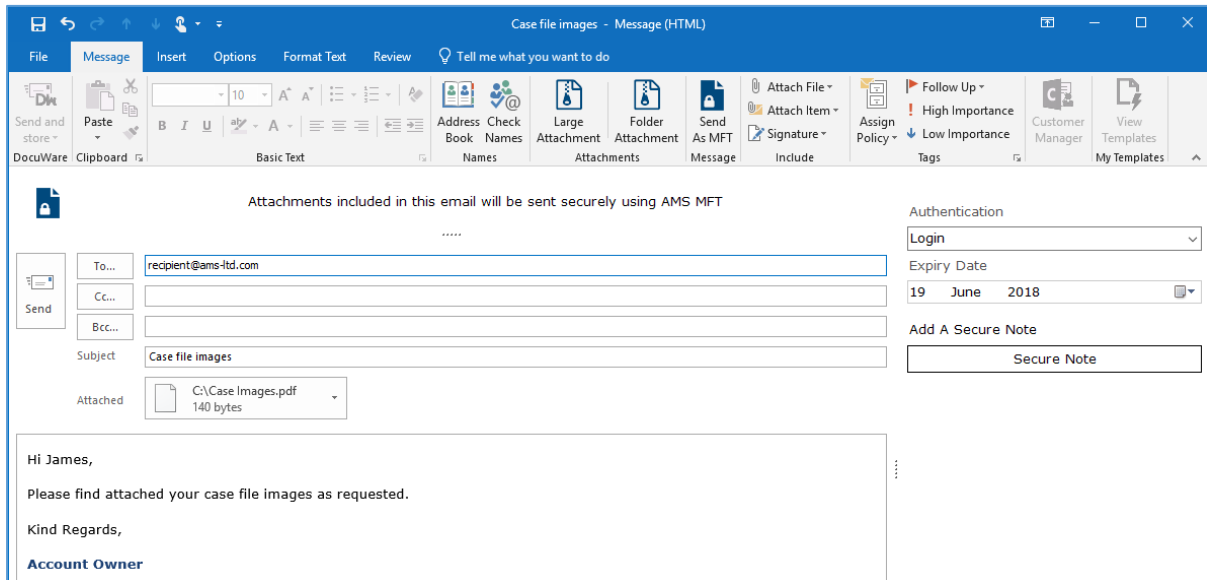 Case file images - Message (HTML)
File Message Insert Options Format Text Review Tell me what you want to do
Send and store
Paste
10
B I U
Address Book
Check Names
Large Attachment
Folder Attachment
Send As MFT
Attach File
Attach Item
Signature
Assign Policy
Follow Up
High Importance
Low Importance
Customer Manager
View Templates
DocuWare Clipboard Basic Text Names Attachments Message Include Tags My Templates
Attachments included in this email will be sent securely using AMS MFT
.....
Send
To... recipient@ams-ltd.com
Cc...
Bcc...
Subject Case file images
Attached C:\Case Images.pdf
140 bytes
Hi James,
Please find attached your case file images as requested.
Kind Regards,
Account Owner
Authentication
Login
Expiry Date
19 June 2018
Add A Secure Note
Secure Note